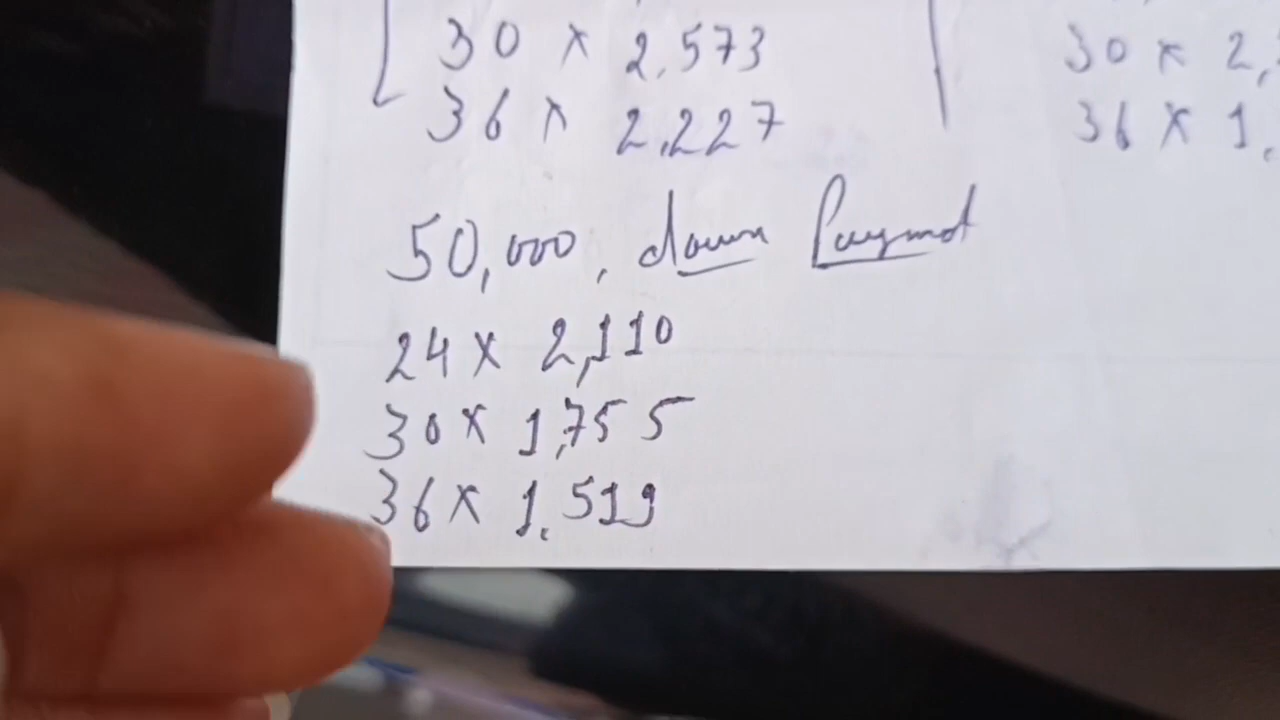 30 x 2,573
36 x 2,227
30 x 2,
36 x 1,
50,000, down Paymnt
24 x 2,110
30 x 1,755
36 x 1,519